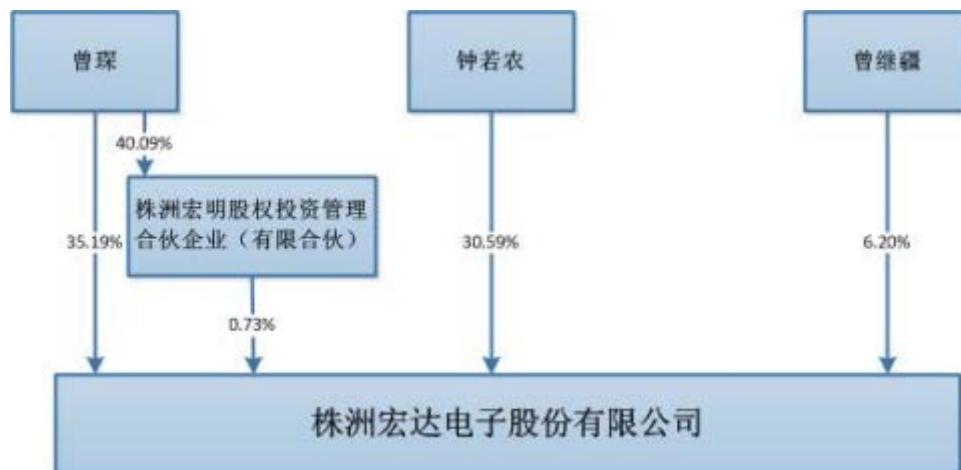 曾琛
钟若农
曾继疆
40.09%
株洲宏明股权投资管理
合伙企业（有限合伙）
35.19%
30.59%
6.20%
0.73%
株洲宏达电子股份有限公司